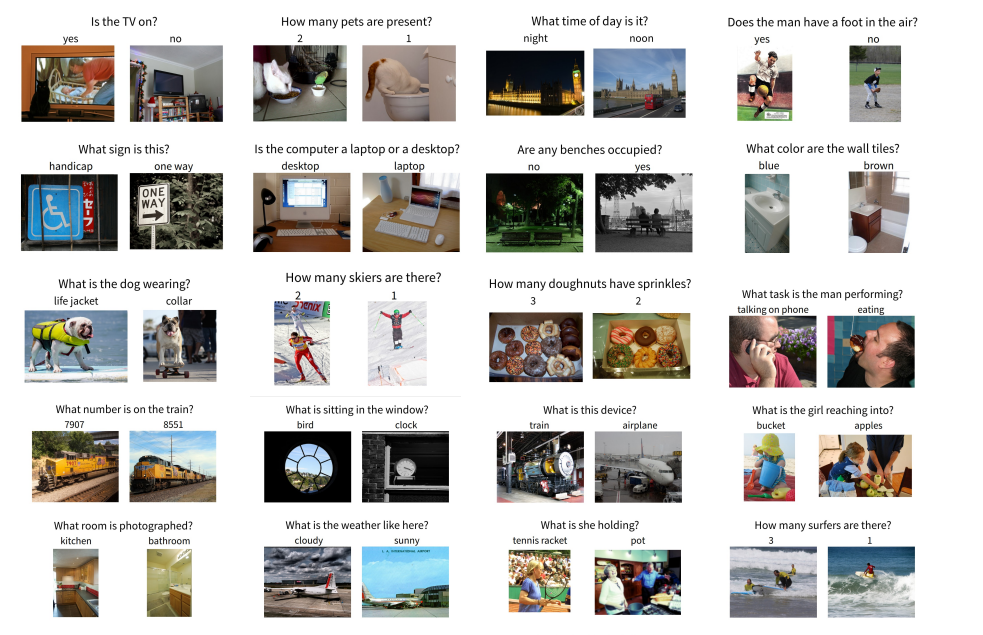 Is the TV on?
yes no
How many pets are present?
2 1
What time of day is it?
night noon
Does the man have a foot in the air?
yes no
What sign is this?
handicap one way
セーフ
ONE
WAY
Is the computer a laptop or a desktop?
desktop laptop
Are any benches occupied?
no yes
What color are the wall tiles?
blue brown
What is the dog wearing?
life jacket collar
How many skiers are there?
2 1
How many doughnuts have sprinkles?
3 2
What task is the man performing?
talking on phone eating
What number is on the train?
7907 8551
What is sitting in the window?
bird clock
What is this device?
train airplane
What is the girl reaching into?
bucket apples
What room is photographed?
kitchen bathroom
What is the weather like here?
cloudy sunny
What is she holding?
tennis racket pot
How many surfers are there?
3 1